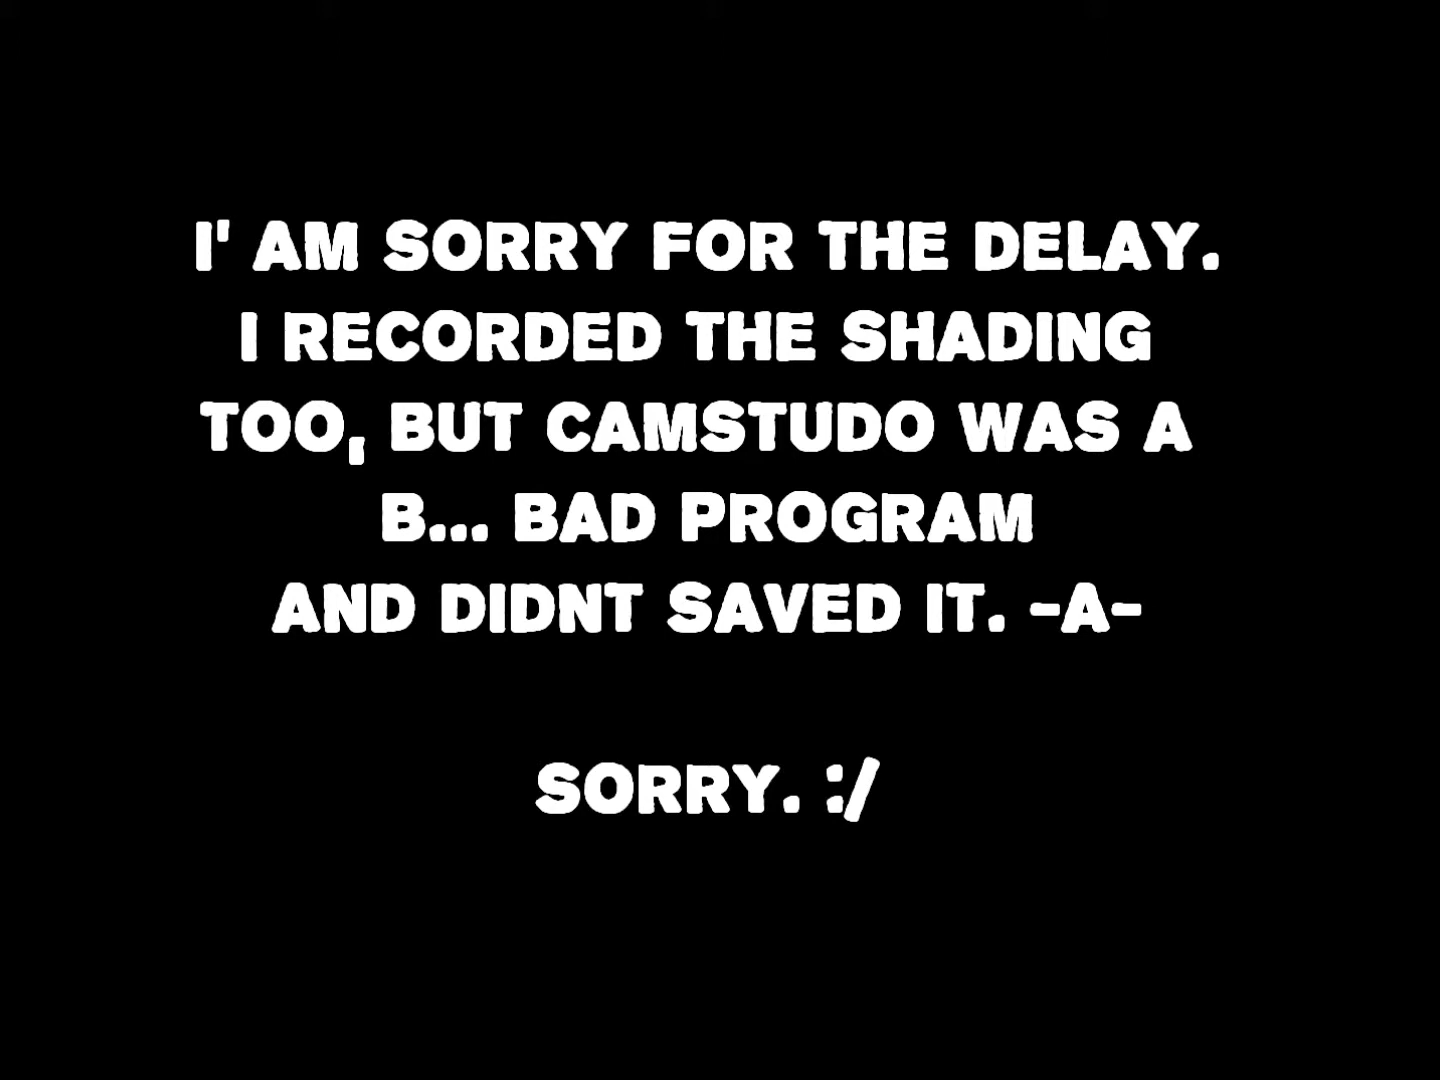 I' AM SORRY FOR THE DELAY.
I RECORDED THE SHADING
TOO, BUT CAMSTUDO WAS A
B... BAD PROGRAM
AND DIDNT SAVED IT. -A-
SORRY. :/